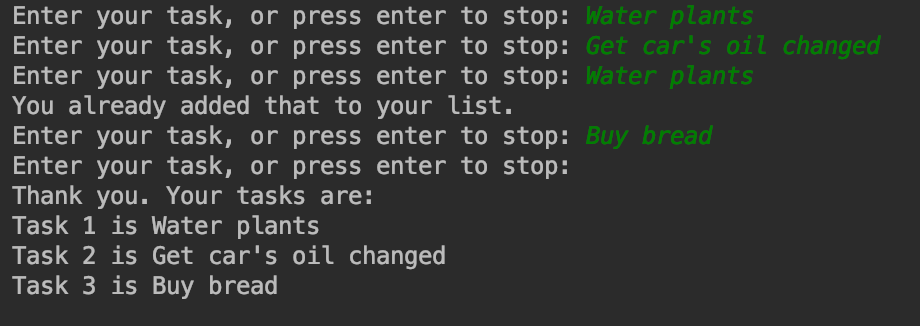 Enter your task, or press enter to stop: Water plants
Enter your task, or press enter to stop: Get car's oil changed
Enter your task, or press enter to stop: Water plants
You already added that to your list.
Enter your task, or press enter to stop: Buy bread
Enter your task, or press enter to stop:
Thank you. Your tasks are:
Task 1 is Water plants
Task 2 is Get car's oil changed
Task 3 is Buy bread